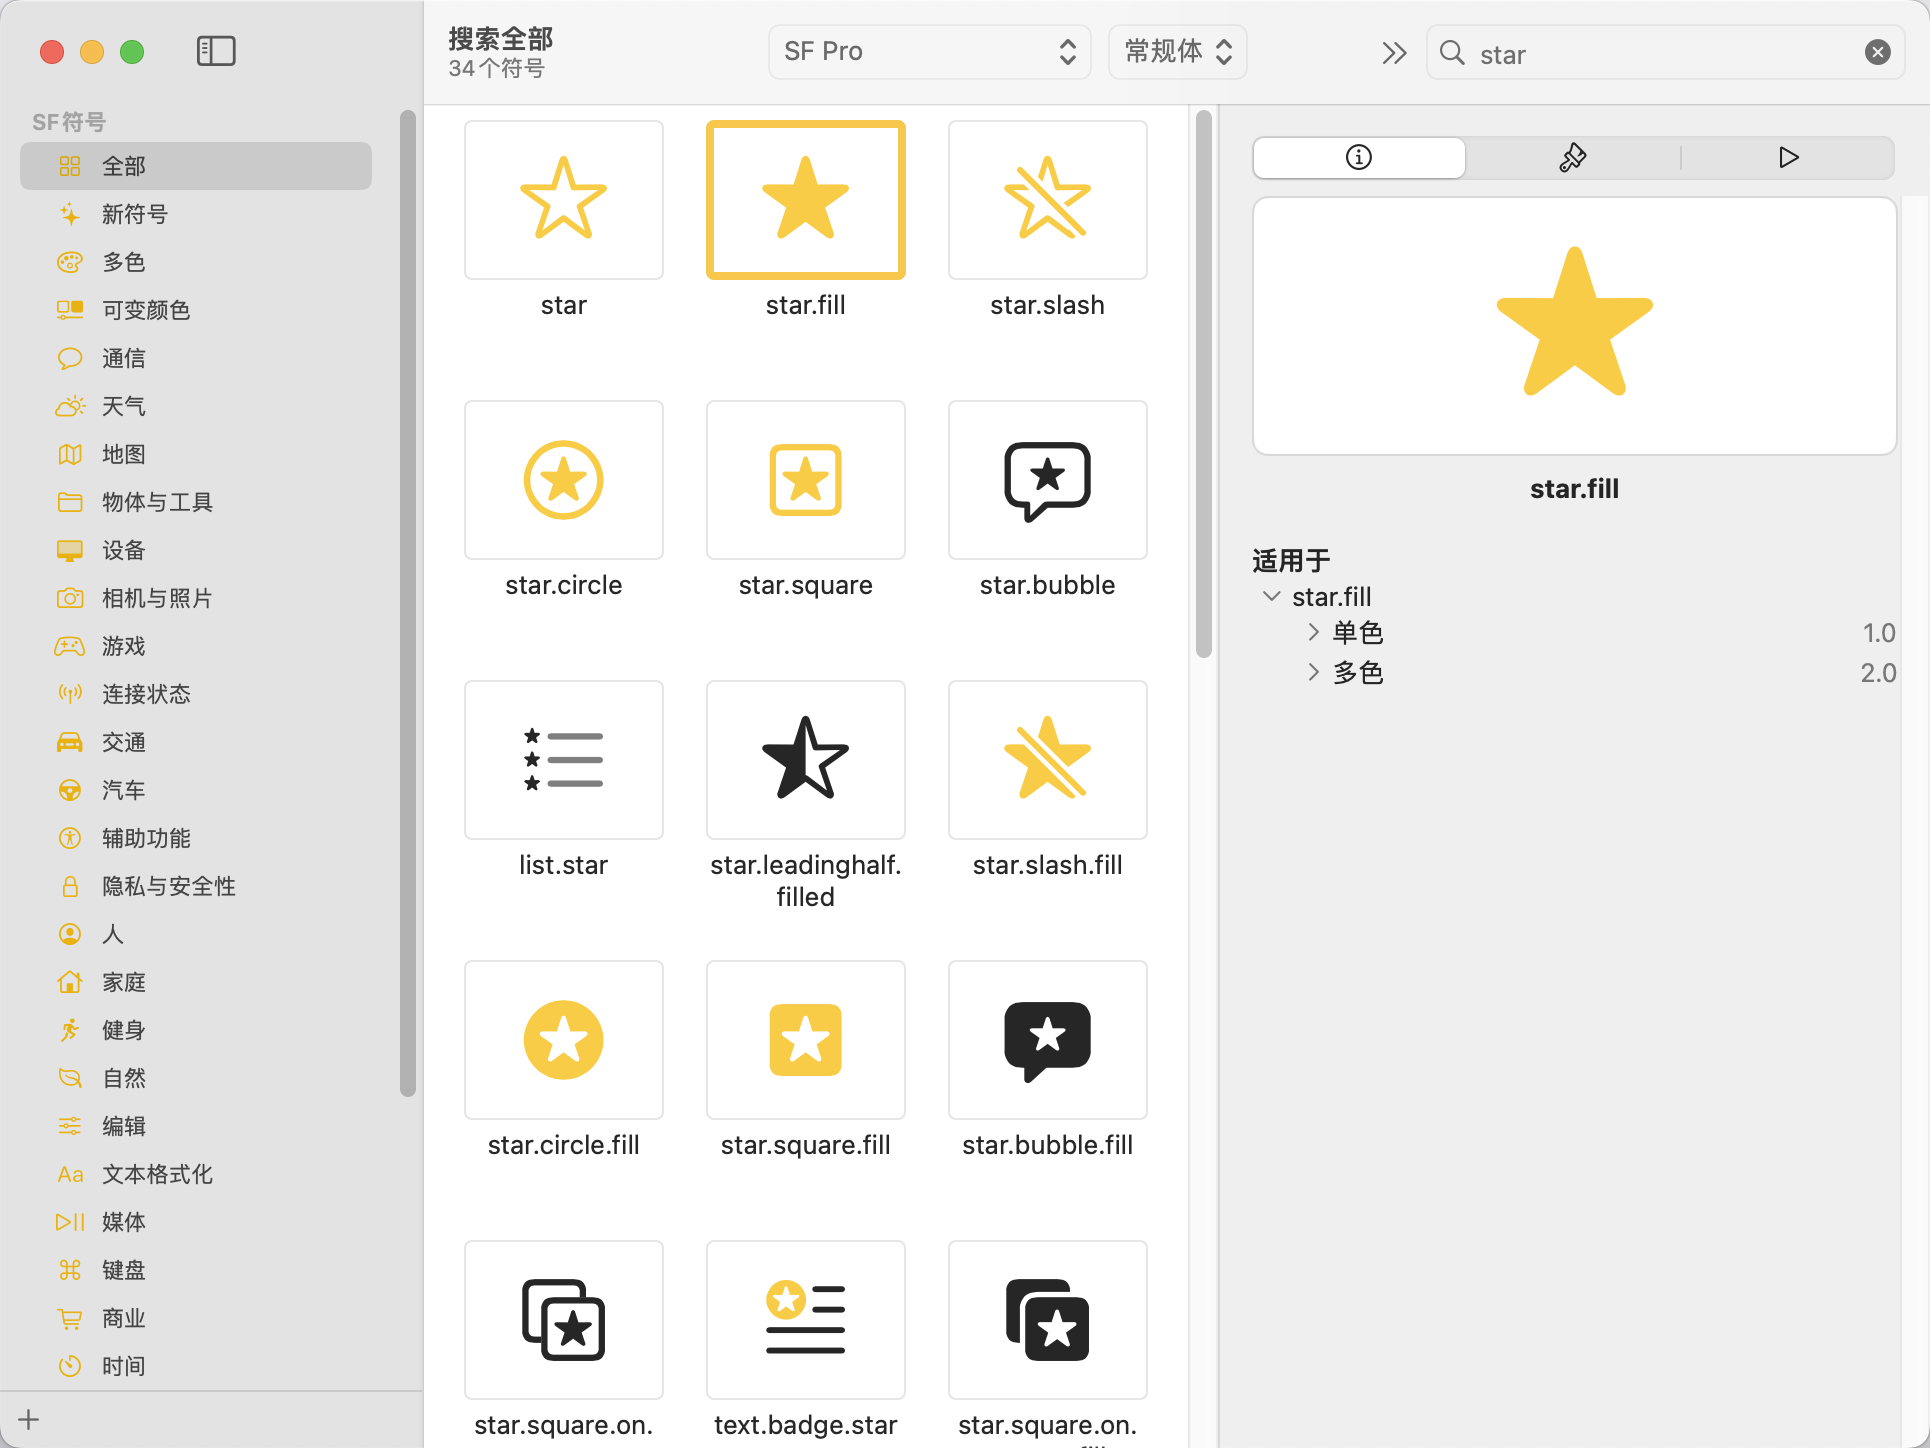 SF符号
全部
新符号
多色
可变颜色
通信
天气
地图
物体与工具
设备
相机与照片
游戏
连接状态
交通
汽车
辅助功能
隐私与安全性
人
家庭
健身
自然
编辑
Aa 文本格式化
媒体
键盘
商业
时间
搜索全部
34个符号
SF Pro
常规体
star
star
star.fill
star.slash
star.circle
star.square
star.bubble
list.star
star.leadinghalf.
filled
star.slash.fill
star.circle.fill
star.square.fill
star.bubble.fill
star.square.on.
text.badge.star
star.square.on.
star.fill
适用于
star.fill
单色 1.0
多色 2.0